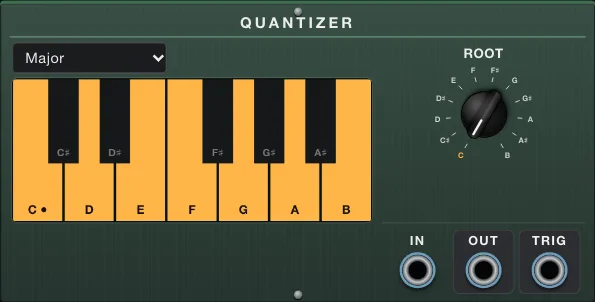 QUANTIZER
Major
ROOT
F F♯
E G
D♯ G♯
D A
C♯ A♯
C B
C♯ D♯ F♯ G♯ A♯
C • D E F G A B
IN OUT TRIG